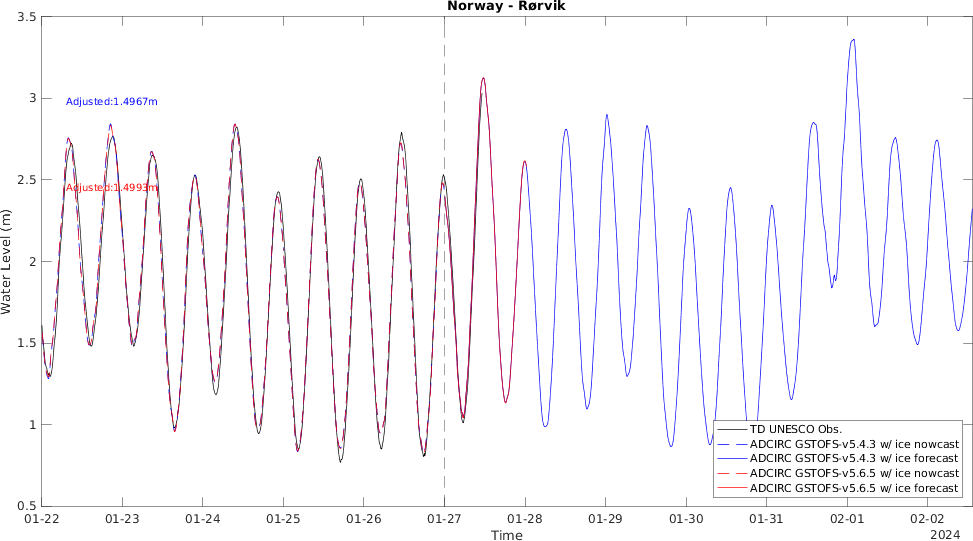 Norway - Rørvik
Adjusted:1.4967m
Adjusted:1.4993m
Water Level (m)
3.5
3
2.5
2
1.5
1
0.5
01-22 01-23 01-24 01-25 01-26 01-27 01-28 01-29 01-30 01-31 02-01 02-02
Time
2024
TD UNESCO Obs.
ADCIRC GSTOFS-v5.4.3 w/ ice nowcast
ADCIRC GSTOFS-v5.4.3 w/ ice forecast
ADCIRC GSTOFS-v5.6.5 w/ ice nowcast
ADCIRC GSTOFS-v5.6.5 w/ ice forecast